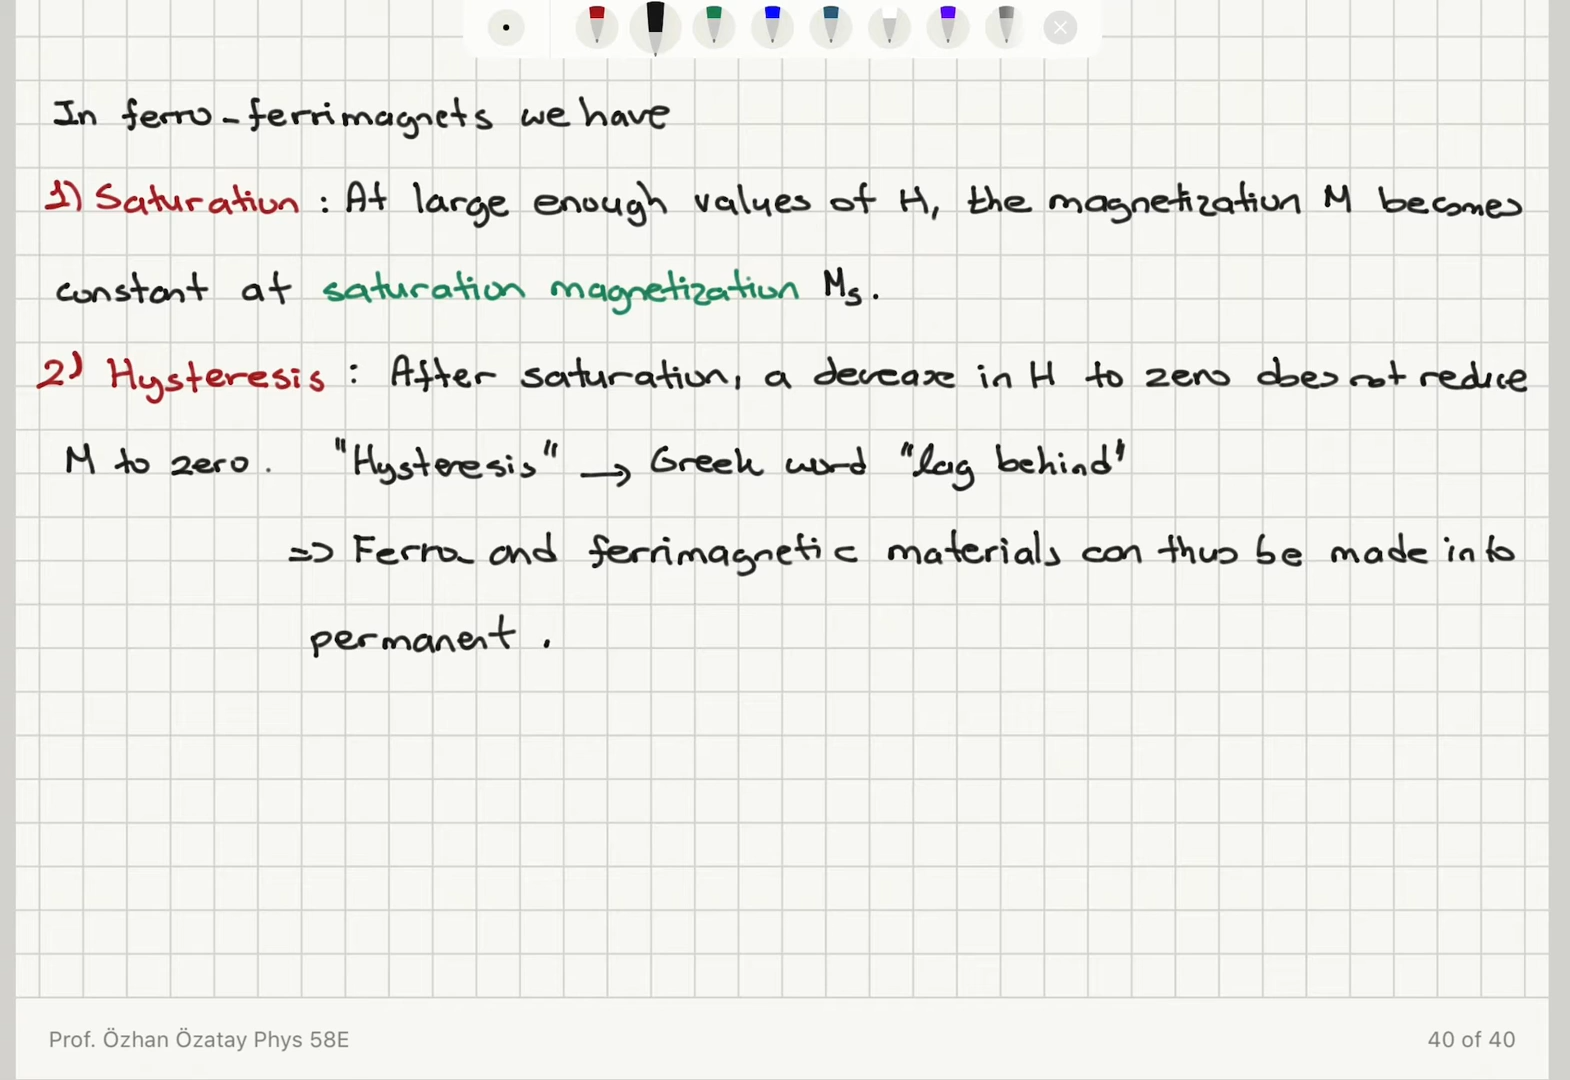 In ferro-ferrimagnets we have
1) Saturation : At large enough values of H, the magnetization M becomes
constant at saturation magnetization Ms.
2) Hysteresis : After saturation, a decrease in H to zero does not reduce
M to zero. "Hysteresis" → Greek word "lag behind"
=> Ferro- and ferrimagnetic materials can thus be made into
permanent .
Prof. Özhan Özatay Phys 58E
40 of 40